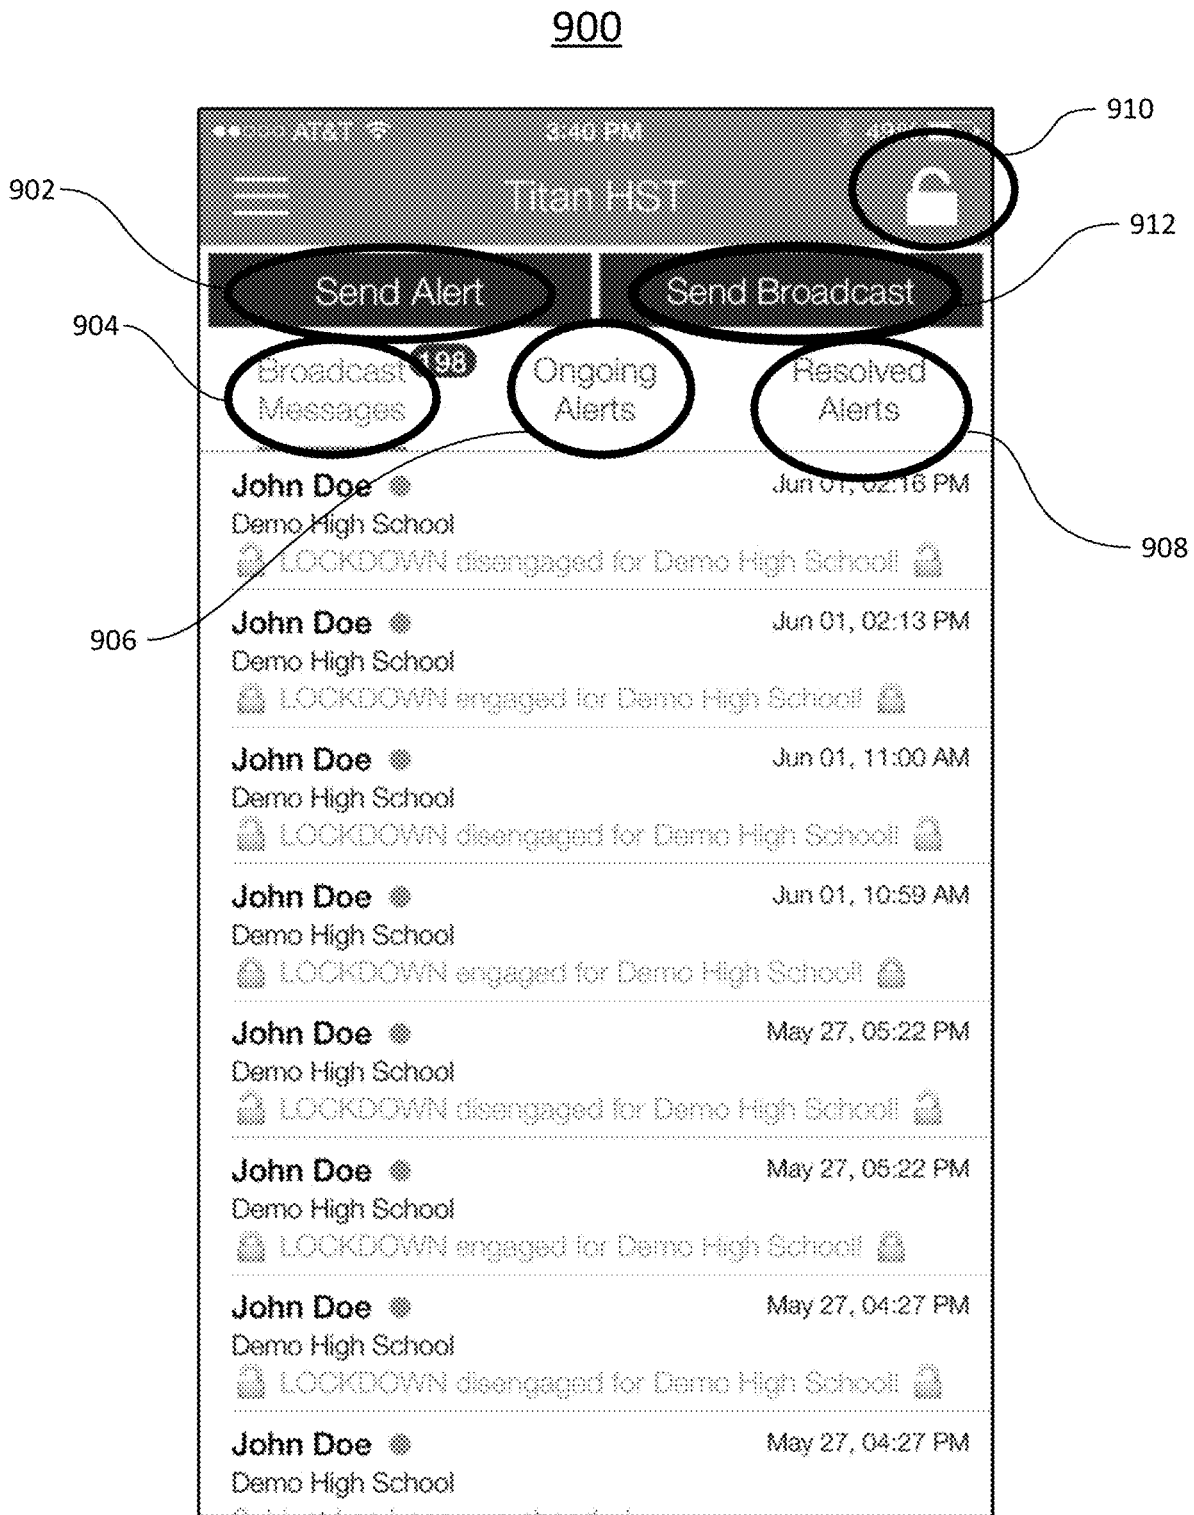 900
910
AT&T 3:40 PM
902
Titan HST
912
Send Alert Send Broadcast
904
198
Broadcast Messages
Ongoing Alerts
Resolved Alerts
John Doe Jun 01, 02:16 PM
Demo High School
LOCKDOWN disengaged for Demo High School!
908
906
John Doe Jun 01, 02:13 PM
Demo High School
LOCKDOWN engaged for Demo High School!
John Doe Jun 01, 11:00 AM
Demo High School
LOCKDOWN disengaged for Demo High School!
John Doe Jun 01, 10:59 AM
Demo High School
LOCKDOWN engaged for Demo High School!
John Doe May 27, 05:22 PM
Demo High School
LOCKDOWN disengaged for Demo High School!
John Doe May 27, 05:22 PM
Demo High School
LOCKDOWN engaged for Demo High School!
John Doe May 27, 04:27 PM
Demo High School
LOCKDOWN disengaged for Demo High School!
John Doe May 27, 04:27 PM
Demo High School